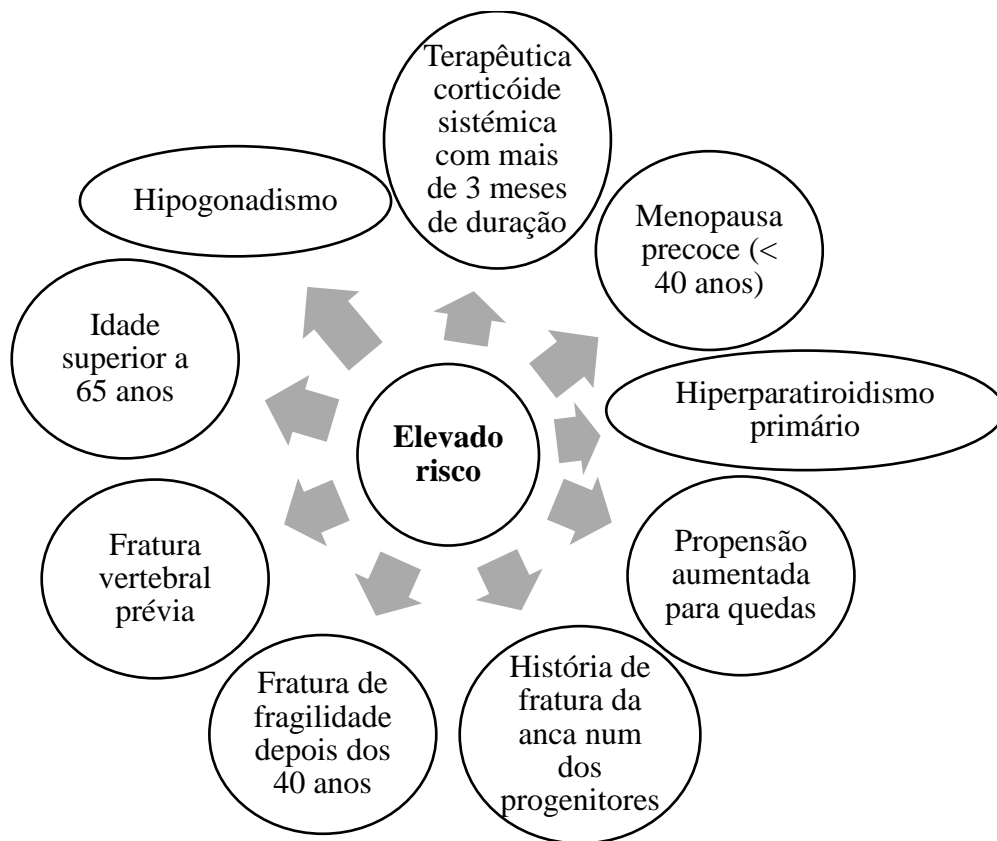 Terapêutica
corticóide
sistémica
com mais
de 3 meses
de duração
Menopausa
precoce (<
40 anos)
Hiperparatiroidismo
primário
Propensão
aumentada
para quedas
História de
fratura da
anca num
dos
progenitores
Fratura de
fragilidade
depois dos
40 anos
Fratura
vertebral
prévia
Idade
superior a
65 anos
Hipogonadismo
Elevado
risco